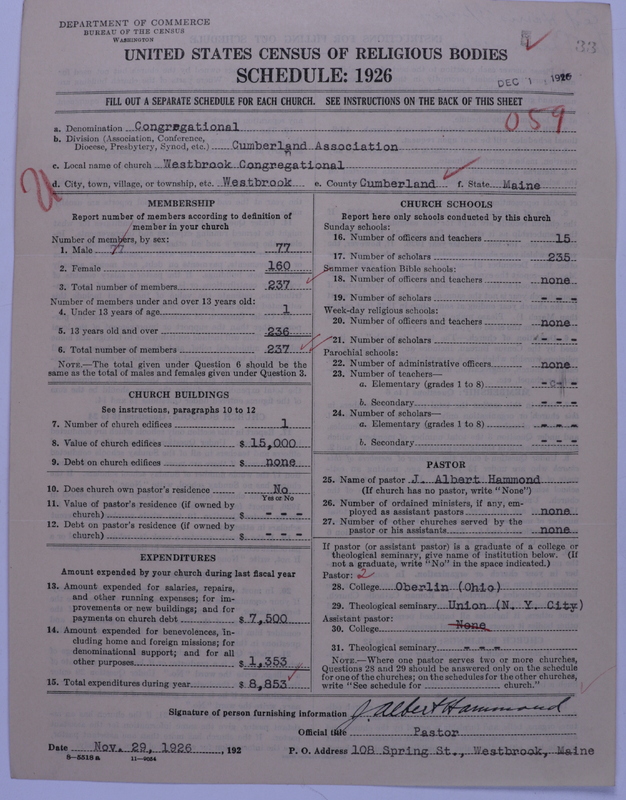 DEPARTMENT OF COMMERCE
BUREAU OF THE CENSUS
WASHINGTON
33
UNITED STATES CENSUS OF RELIGIOUS BODIES
SCHEDULE: 1926
DEC 1 1926
FILL OUT A SEPARATE SCHEDULE FOR EACH CHURCH. SEE INSTRUCTIONS ON THE BACK OF THIS SHEET
059
a. Denomination Congregational
b. Division (Association, Conference,
Diocese, Presbytery, Synod, etc.) Cumberland Association
c. Local name of church Westbrook Congregational
d. City, town, village, or township, etc. Westbrook e. County Cumberland f. State Maine
MEMBERSHIP
Report number of members according to definition of
member in your church
Number of members, by sex:
1. Male 77 77
2. Female 160
3. Total number of members 237
Number of members under and over 13 years old:
4. Under 13 years of age 1
5. 13 years old and over 236
6. Total number of members 237
NOTE.—The total given under Question 6 should be the
same as the total of males and females given under Question 3.
CHURCH BUILDINGS
See instructions, paragraphs 10 to 12
7. Number of church edifices 1
8. Value of church edifices $ 15,000
9. Debt on church edifices $ none
10. Does church own pastor's residence No
Yes or No
11. Value of pastor's residence (if owned by
church) $ - - -
12. Debt on pastor's residence (if owned by
church) $ - - -
EXPENDITURES
Amount expended by your church during last fiscal year
13. Amount expended for salaries, repairs,
and other running expenses; for im-
provements or new buildings; and for
payments on church debt $ 7,500
14. Amount expended for benevolences, in-
cluding home and foreign missions; for
denominational support; and for all
other purposes $ 1,353
15. Total expenditures during year $ 8,853
CHURCH SCHOOLS
Report here only schools conducted by this church
Sunday schools:
16. Number of officers and teachers 15
17. Number of scholars 235
Summer vacation Bible schools:
18. Number of officers and teachers none
19. Number of scholars - - -
Week-day religious schools:
20. Number of officers and teachers none
21. Number of scholars - - -
Parochial schools:
22. Number of administrative officers none
23. Number of teachers—
a. Elementary (grades 1 to 8)
b. Secondary - - -
24. Number of scholars—
a. Elementary (grades 1 to 8) - - -
b. Secondary - - -
PASTOR
25. Name of pastor J. Albert Hammond
(If church has no pastor, write "None")
26. Number of ordained ministers, if any, em-
ployed as assistant pastors none
27. Number of other churches served by the
pastor or his assistants none
If pastor (or assistant pastor) is a graduate of a college or
theological seminary, give name of institution below. (If
not a graduate, write "No" in the space indicated.)
Pastor: 2
28. College Oberlin (Ohio)
29. Theological seminary Union (N. Y. City)
Assistant pastor:
30. College None
31. Theological seminary - - -
NOTE.—Where one pastor serves two or more churches,
Questions 28 and 29 should be answered only on the schedule
for one of the churches; on the schedules for the other churches,
write "See schedule for church."
Signature of person furnishing information J. Albert Hammond
Official title Pastor
Date Nov. 29, 1926, 192 P. O. Address 108 Spring St., Westbrook, Maine
8—5518 a 11—9054